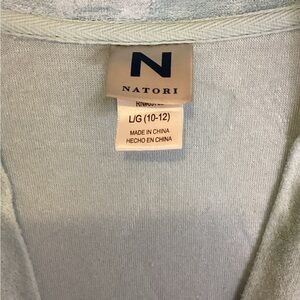 N
NATORI
L/G (10-12)
MADE IN CHINA
HECHO EN CHINA